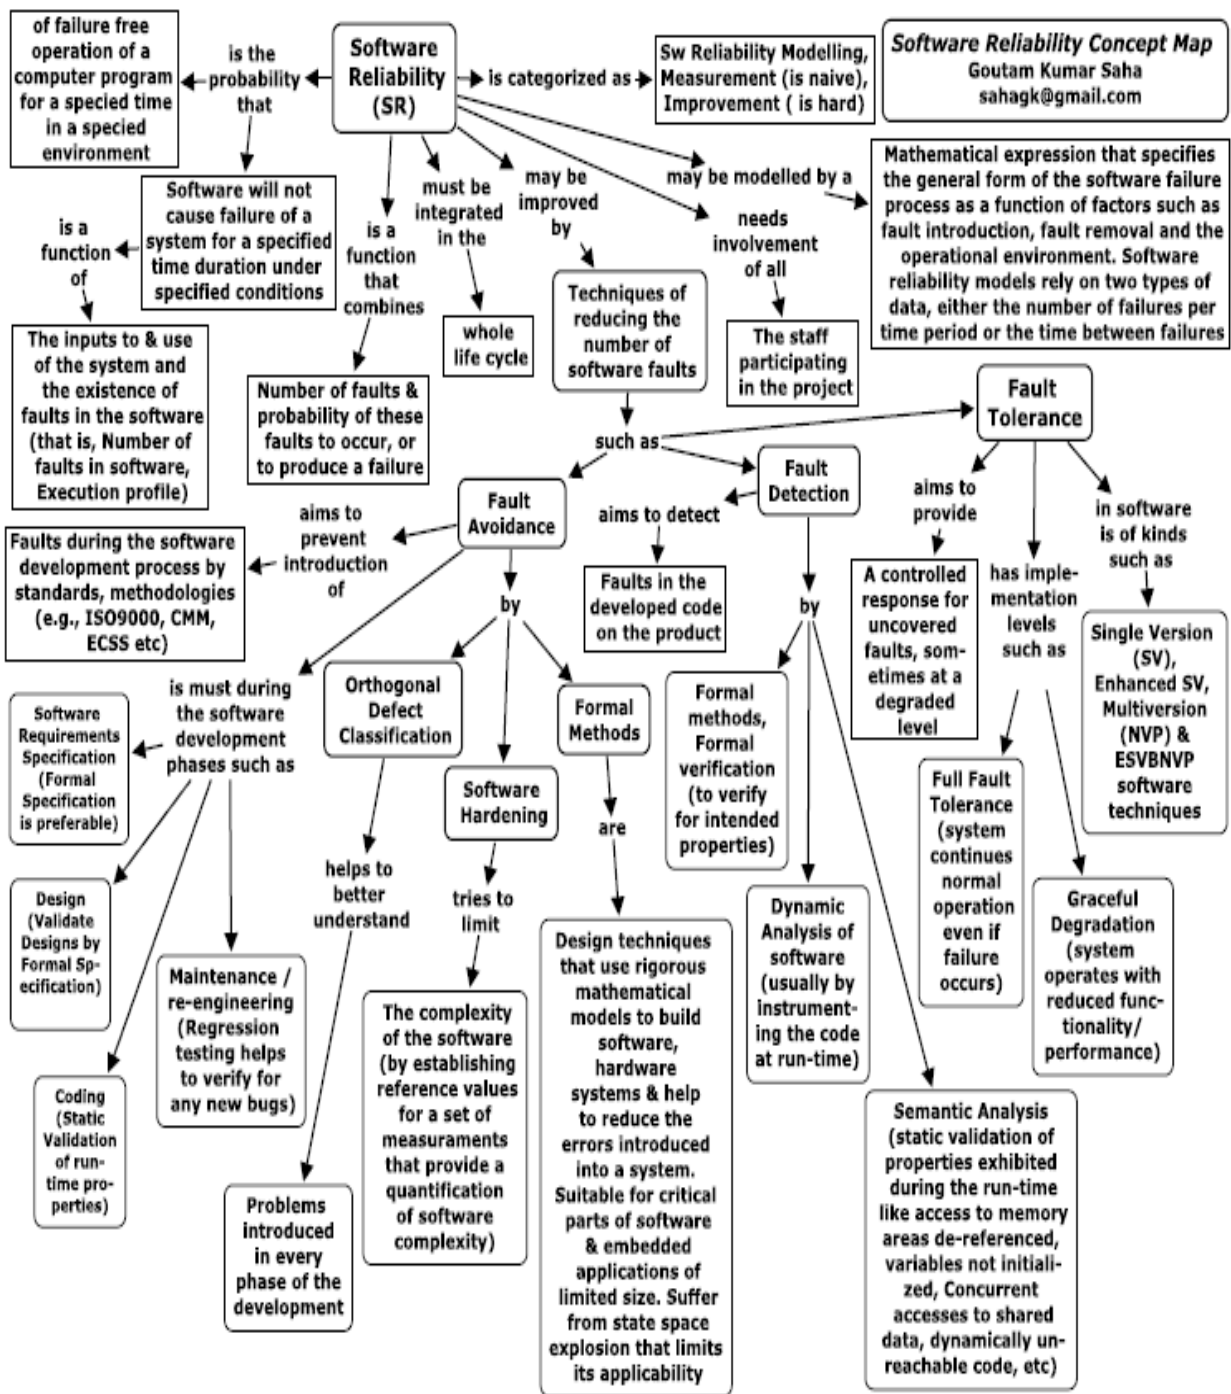 of failure free
operation of a
computer program
for a specied time
in a specied
environment
is the
probability
that
Software
Reliability
(SR)
is categorized as
Sw Reliability Modelling,
Measurement (is naive),
Improvement ( is hard)
Software Reliability Concept Map
Goutam Kumar Saha
sahagk@gmail.com
Software will not
cause failure of a
system for a specified
time duration under
specified conditions
is a
function
of
The inputs to & use
of the system and
the existence of
faults in the software
(that is, Number of
faults in software,
Execution profile)
is a
function
that
combines
Number of faults &
probability of these
faults to occur, or
to produce a failure
must be
integrated
in the
whole
life cycle
may be
improved
by
Techniques of
reducing the
number of
software faults
needs
involvement
of all
The staff
participating
in the project
may be modelled by a
Mathematical expression that specifies
the general form of the software failure
process as a function of factors such as
fault introduction, fault removal and the
operational environment. Software
reliability models rely on two types of
data, either the number of failures per
time period or the time between failures
such as
Fault
Avoidance
Fault
Detection
Fault
Tolerance
aims to
prevent
introduction
of
Faults during the software
development process by
standards, methodologies
(e.g., ISO9000, CMM,
ECSS etc)
is must during
the software
development
phases such as
Software
Requirements
Specification
(Formal
Specification
is preferable)
Design
(Validate
Designs by
Formal Sp-
ecification)
Coding
(Static
Validation
of run-
time pro-
perties)
Maintenance /
re-engineering
(Regression
testing helps
to verify for
any new bugs)
by
Orthogonal
Defect
Classification
helps to
better
understand
Problems
introduced
in every
phase of the
development
Software
Hardening
tries to
limit
The complexity
of the software
(by establishing
reference values
for a set of
measuraments
that provide a
quantification
of software
complexity)
Formal
Methods
are
Design techniques
that use rigorous
mathematical
models to build
software,
hardware
systems & help
to reduce the
errors introduced
into a system.
Suitable for critical
parts of software
& embedded
applications of
limited size. Suffer
from state space
explosion that limits
its applicability
aims to detect
Faults in the
developed code
on the product
by
Formal
methods,
Formal
verification
(to verify
for intended
properties)
Dynamic
Analysis of
software
(usually by
instrument-
ing the code
at run-time)
Semantic Analysis
(static validation of
properties exhibited
during the run-time
like access to memory
areas de-referenced,
variables not initiali-
zed, Concurrent
accesses to shared
data, dynamically un-
reachable code, etc)
aims to
provide
A controlled
response for
uncovered
faults, som-
etimes at a
degraded
level
has imple-
mentation
levels
such as
Full Fault
Tolerance
(system
continues
normal
operation
even if
failure
occurs)
Graceful
Degradation
(system
operates with
reduced func-
tionality/
performance)
in software
is of kinds
such as
Single Version
(SV),
Enhanced SV,
Multiversion
(NVP) &
ESVBNVP
software
techniques